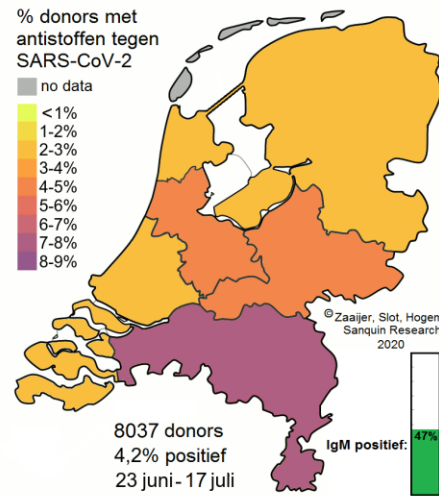 % donors met
antistoffen tegen
SARS-CoV-2
no data
<1%
1-2%
2-3%
3-4%
4-5%
5-6%
6-7%
7-8%
8-9%
© Zaaijer, Slot, Hogem
Sanquin Research
2020
47%
IgM positief:
8037 donors
4,2% positief
23 juni - 17 juli